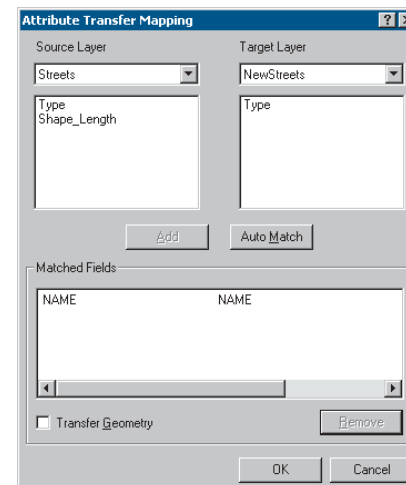 Attribute Transfer Mapping
Source Layer Target Layer
Streets NewStreets
Type Type
Shape_Length
Add Auto Match
Matched Fields
NAME NAME
Transfer Geometry Remove
OK Cancel